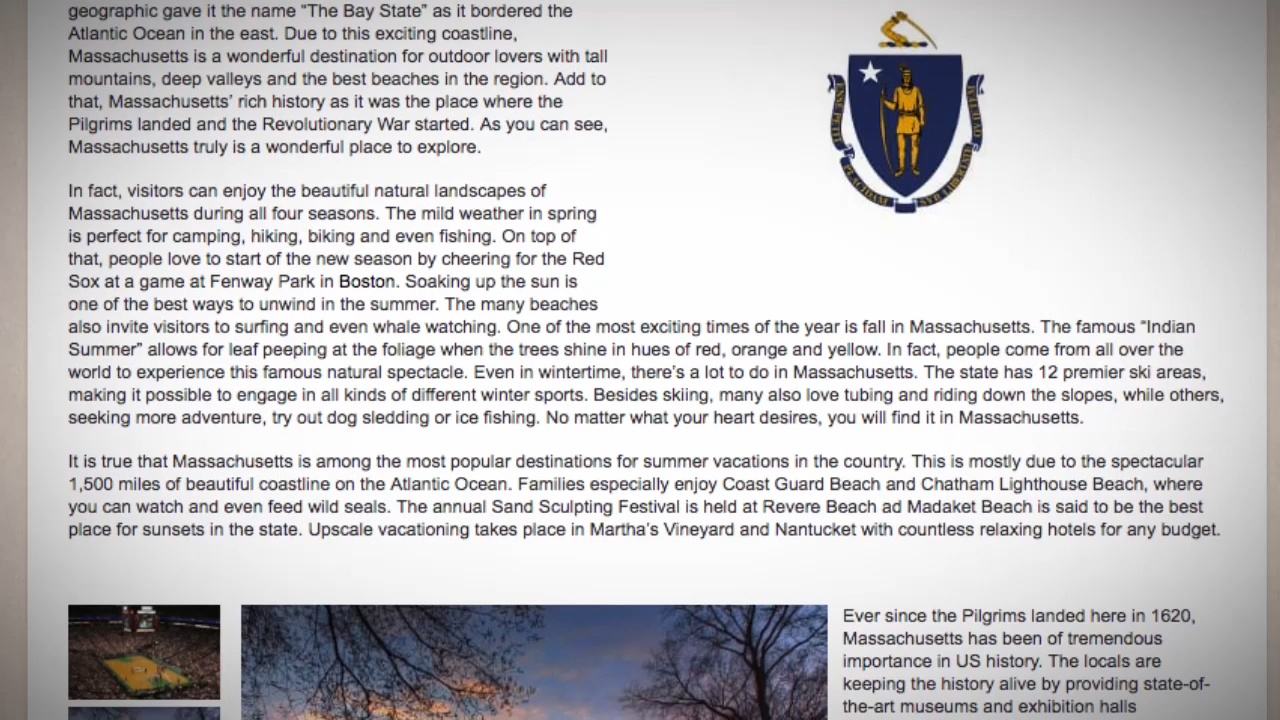 geographic gave it the name “The Bay State” as it bordered the
Atlantic Ocean in the east. Due to this exciting coastline,
Massachusetts is a wonderful destination for outdoor lovers with tall
mountains, deep valleys and the best beaches in the region. Add to
that, Massachusetts’ rich history as it was the place where the
Pilgrims landed and the Revolutionary War started. As you can see,
Massachusetts truly is a wonderful place to explore.
In fact, visitors can enjoy the beautiful natural landscapes of
Massachusetts during all four seasons. The mild weather in spring
is perfect for camping, hiking, biking and even fishing. On top of
that, people love to start of the new season by cheering for the Red
Sox at a game at Fenway Park in Boston. Soaking up the sun is
one of the best ways to unwind in the summer. The many beaches
also invite visitors to surfing and even whale watching. One of the most exciting times of the year is fall in Massachusetts. The famous “Indian
Summer” allows for leaf peeping at the foliage when the trees shine in hues of red, orange and yellow. In fact, people come from all over the
world to experience this famous natural spectacle. Even in wintertime, there’s a lot to do in Massachusetts. The state has 12 premier ski areas,
making it possible to engage in all kinds of different winter sports. Besides skiing, many also love tubing and riding down the slopes, while others,
seeking more adventure, try out dog sledding or ice fishing. No matter what your heart desires, you will find it in Massachusetts.
It is true that Massachusetts is among the most popular destinations for summer vacations in the country. This is mostly due to the spectacular
1,500 miles of beautiful coastline on the Atlantic Ocean. Families especially enjoy Coast Guard Beach and Chatham Lighthouse Beach, where
you can watch and even feed wild seals. The annual Sand Sculpting Festival is held at Revere Beach ad Madaket Beach is said to be the best
place for sunsets in the state. Upscale vacationing takes place in Martha’s Vineyard and Nantucket with countless relaxing hotels for any budget.
Ever since the Pilgrims landed here in 1620,
Massachusetts has been of tremendous
importance in US history. The locals are
keeping the history alive by providing state-of-
the-art museums and exhibition halls